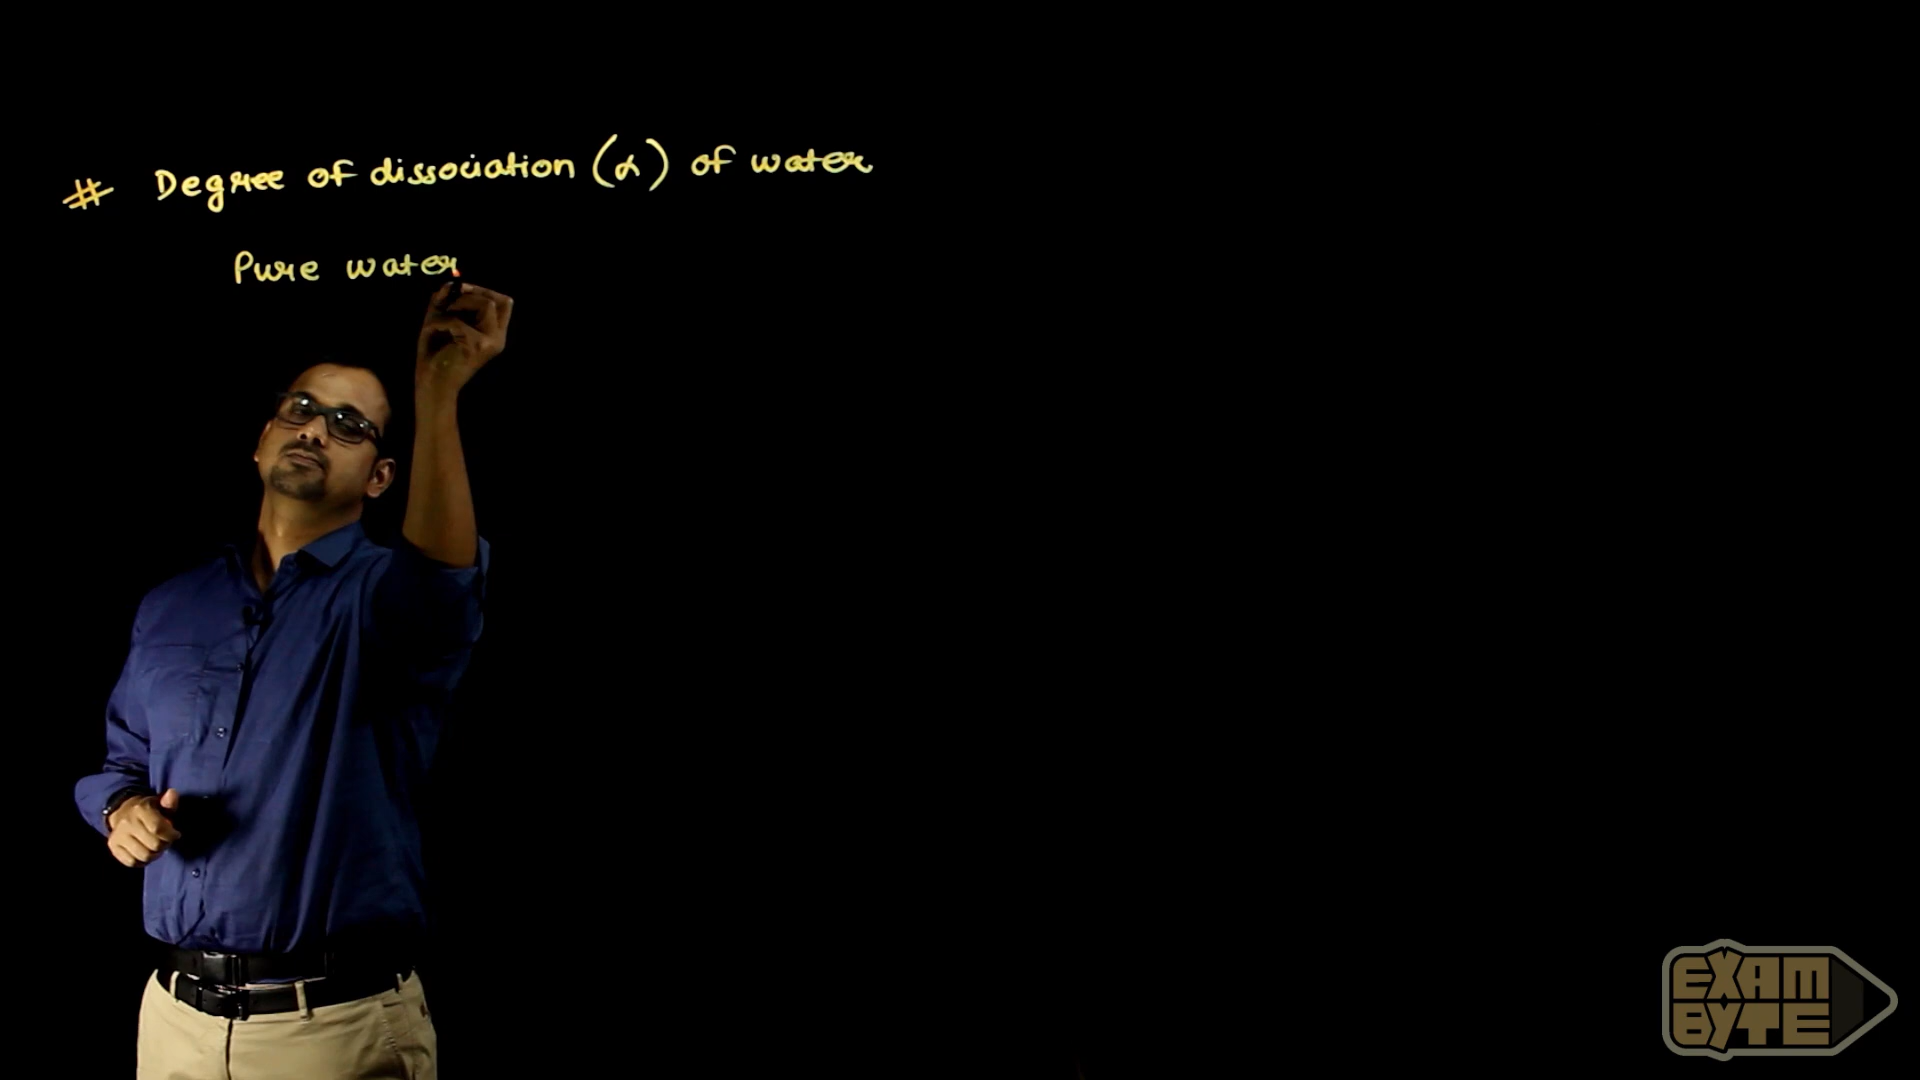 # Degree of dissociation (α) of water
Pure water
EXAM
BYTE